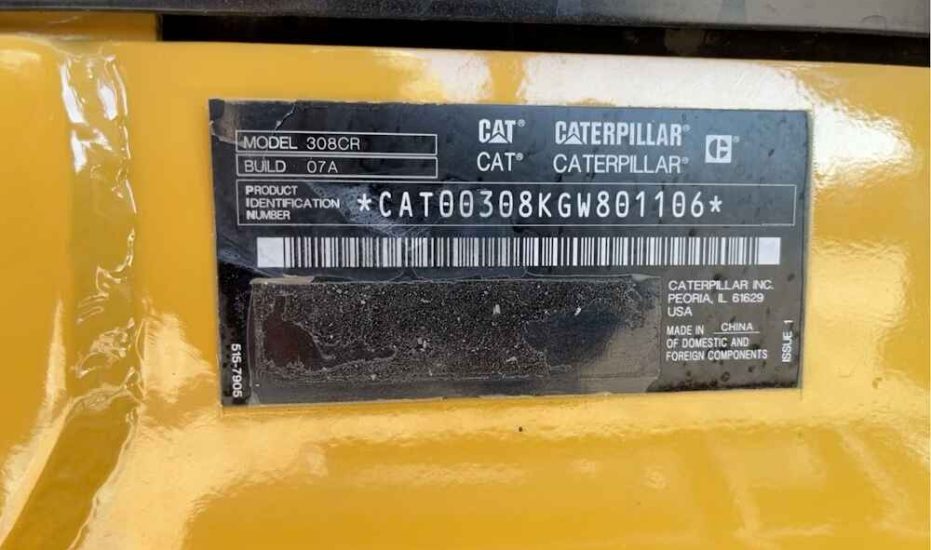 MODEL 308CR
BUILD 07A
CAT® CATERPILLAR®
CAT® CATERPILLAR®
PRODUCT
IDENTIFICATION
NUMBER
*CAT00308KGW801106*
CATERPILLAR INC.
PEORIA, IL 61629
USA
MADE IN CHINA
OF DOMESTIC AND
FOREIGN COMPONENTS
ISSUE 1
515-7905